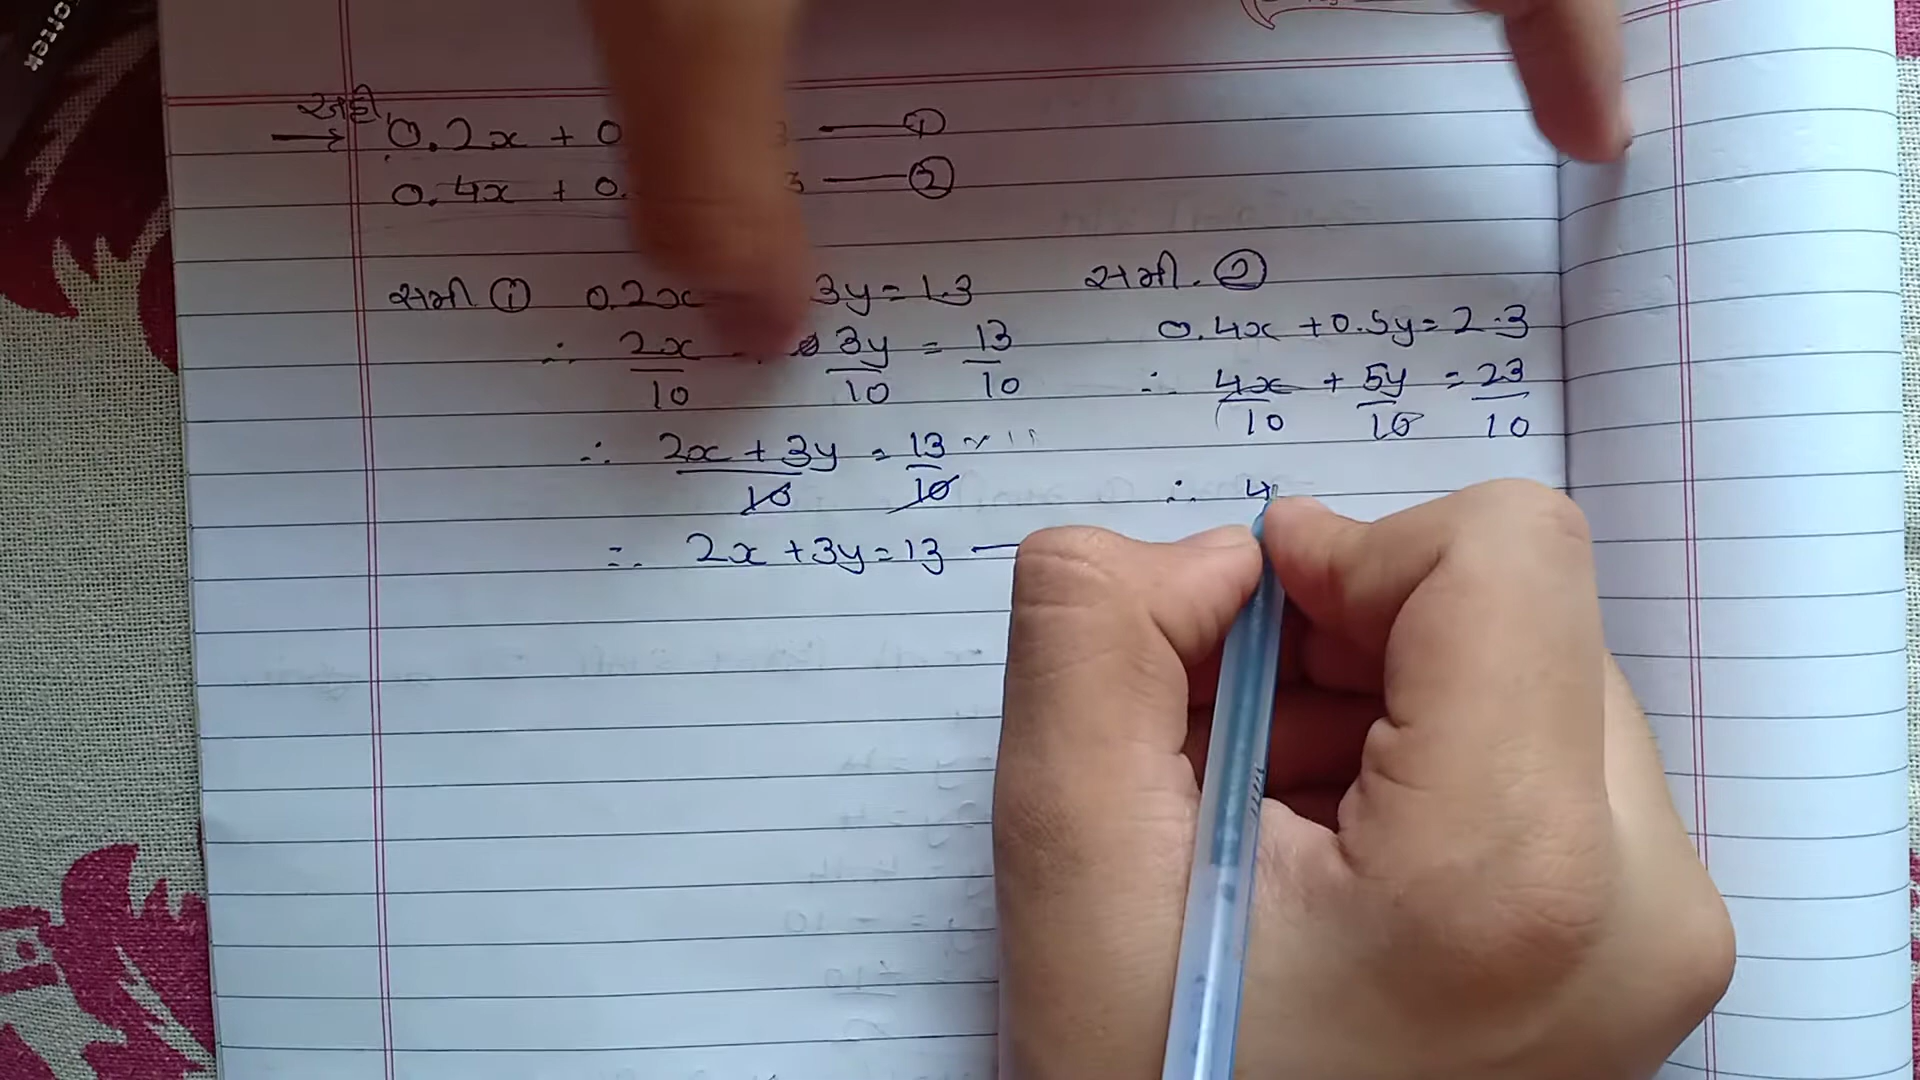 અહીં,
→ 0.2x + 0 3 — ①
0.4x + 0. 3 — ②
સમી. ① 0.2x 3y = 1.3
∴ 2x/10 3y/10 = 13/10
∴ 2x + 3y/10 = 13/10
∴ 2x + 3y = 13 —
સમી. ②
0.4x + 0.5y = 2.3
∴ 4x/10 + 5y/10 = 23/10
∴ 4